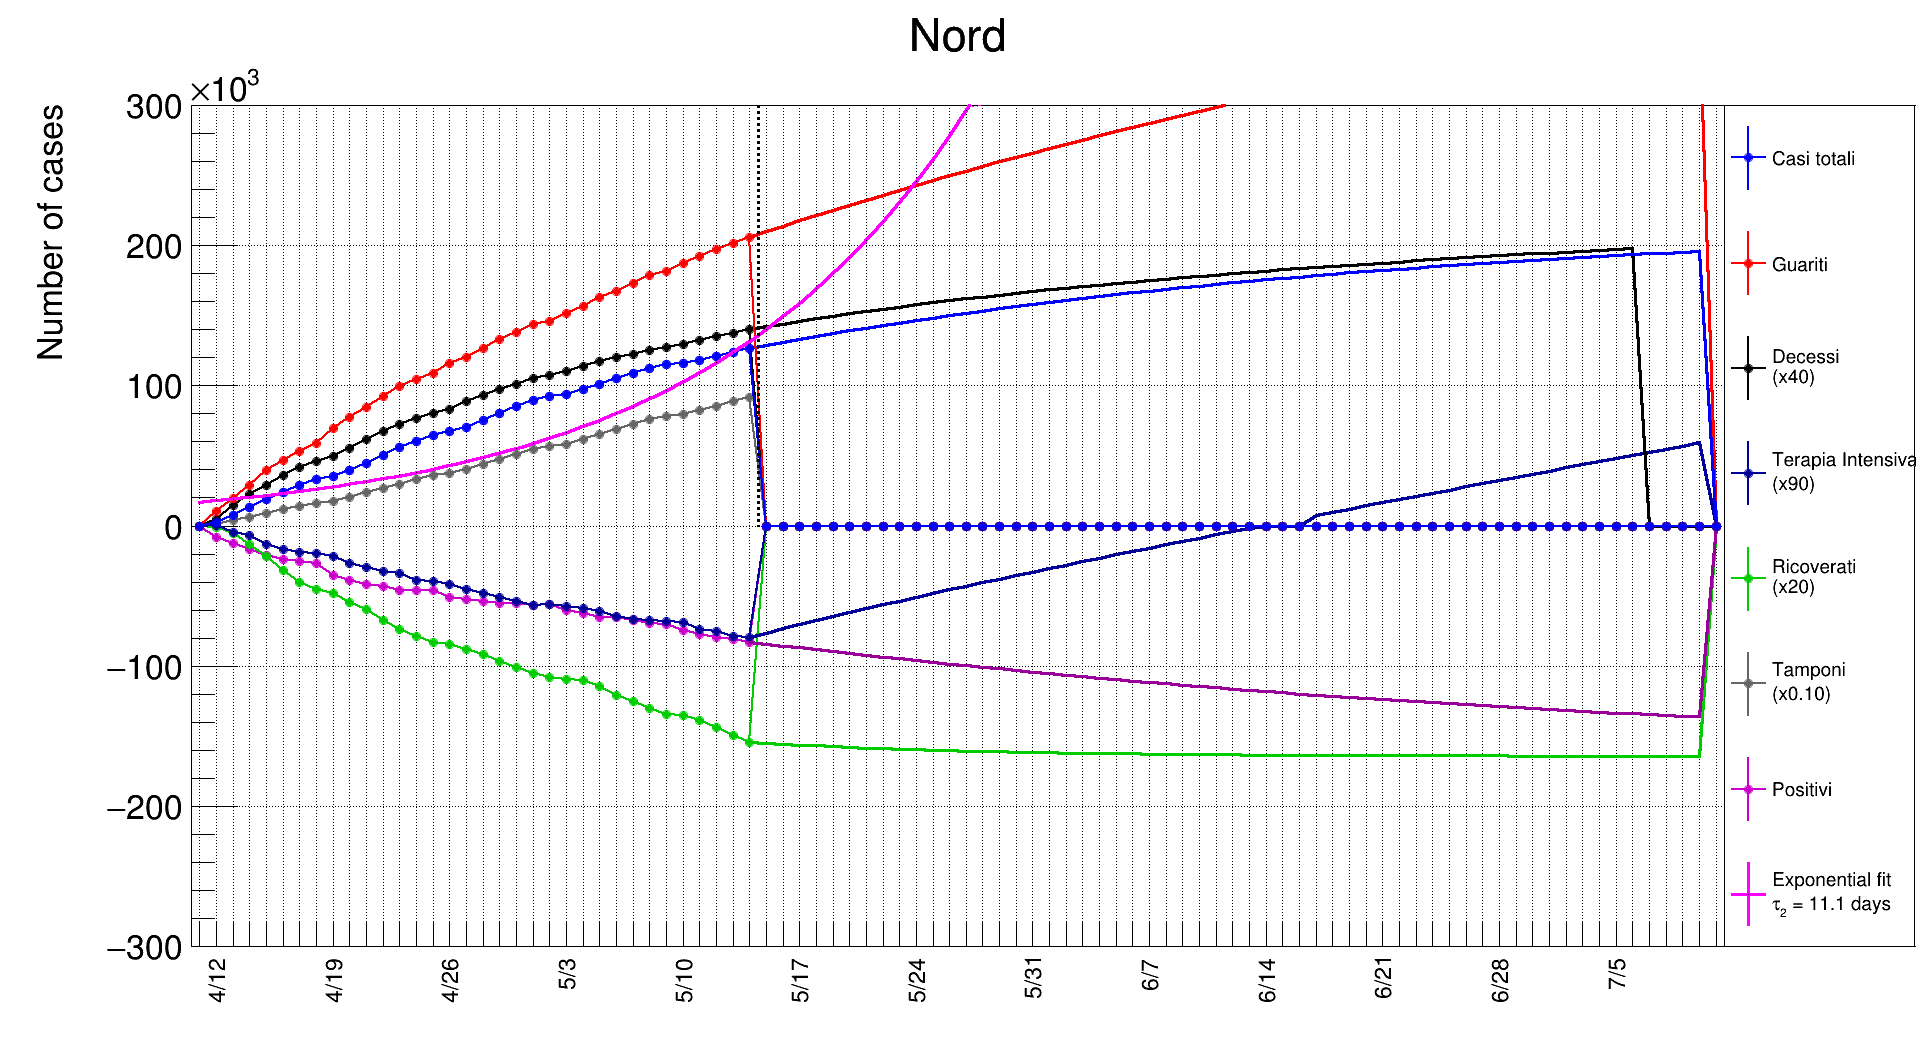 Nord
×10³
Number of cases
300
200
100
0
−100
−200
−300
4/12
4/19
4/26
5/3
5/10
5/17
5/24
5/31
6/7
6/14
6/21
6/28
7/5
Casi totali
Guariti
Decessi
(x40)
Terapia Intensiva
(x90)
Ricoverati
(x20)
Tamponi
(x0.10)
Positivi
Exponential fit
τ₂ = 11.1 days